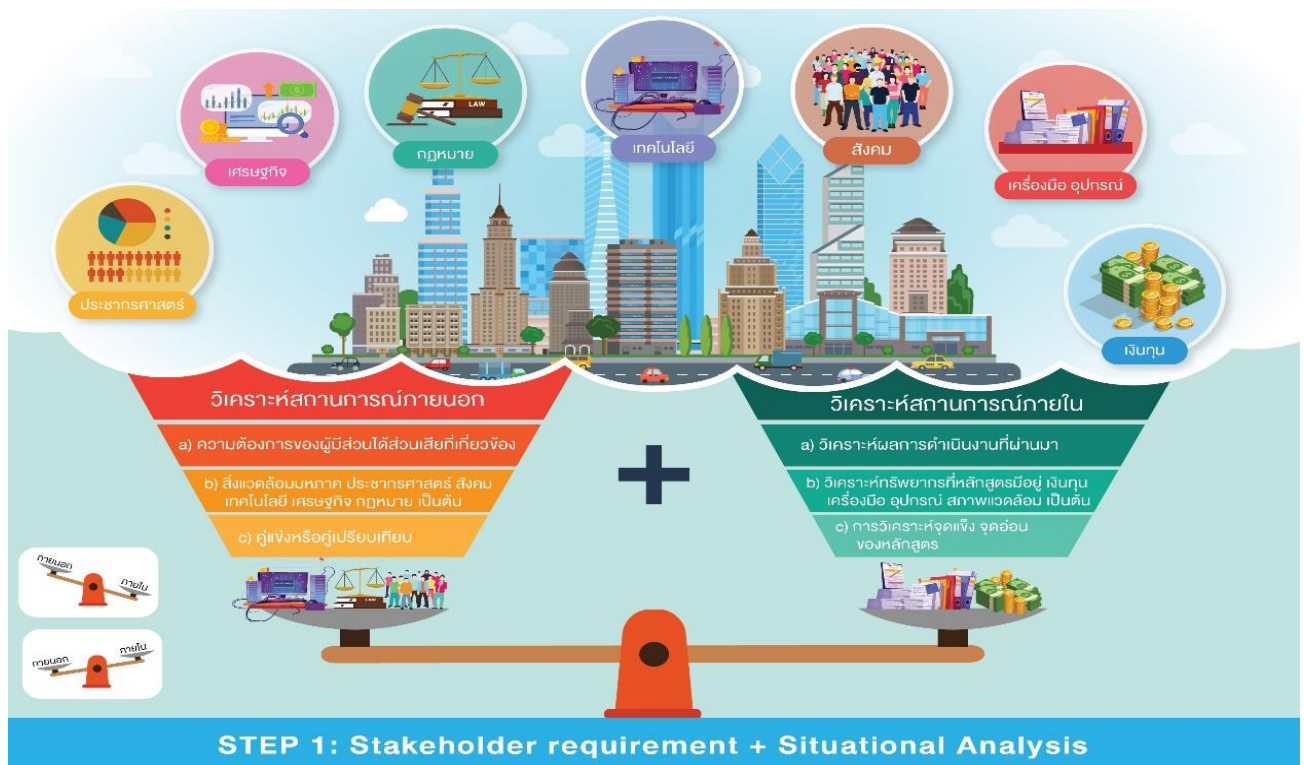 เศรษฐกิจ
LAW
กฎหมาย
เทคโนโลยี
สังคม
เครื่องมือ อุปกรณ์
ประชากรศาสตร์
เงินทุน
วิเคราะห์สถานการณ์ภายนอก
a) ความต้องการของผู้มีส่วนได้ส่วนเสียที่เกี่ยวข้อง
b) สิ่งแวดล้อมมหภาค ประชากรศาสตร์ สังคม
เทคโนโลยี เศรษฐกิจ กฎหมาย เป็นต้น
c) คู่แข่งหรือคู่เปรียบเทียบ
+
วิเคราะห์สถานการณ์ภายใน
a) วิเคราะห์ผลการดำเนินงานที่ผ่านมา
b) วิเคราะห์ทรัพยากรที่หลักสูตรมีอยู่ เงินทุน
เครื่องมือ อุปกรณ์ สภาพแวดล้อม เป็นต้น
c) การวิเคราะห์จุดแข็ง จุดอ่อน
ของหลักสูตร
ภายนอก
ภายใน
ภายนอก
ภายใน
STEP 1: Stakeholder requirement + Situational Analysis